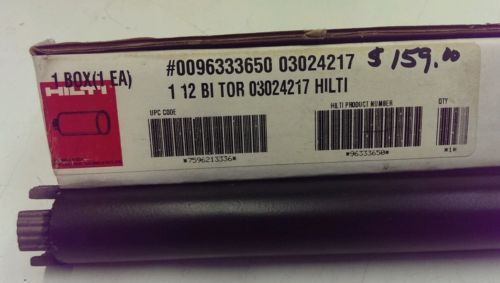 1 BOX(1 EA)
HILTI
#0096333650 03024217
$159.00
1 12 BI TOR 03024217 HILTI
UPC CODE
HILTI PRODUCT NUMBER
QTY
*7596213336*
*96333650*
*1*